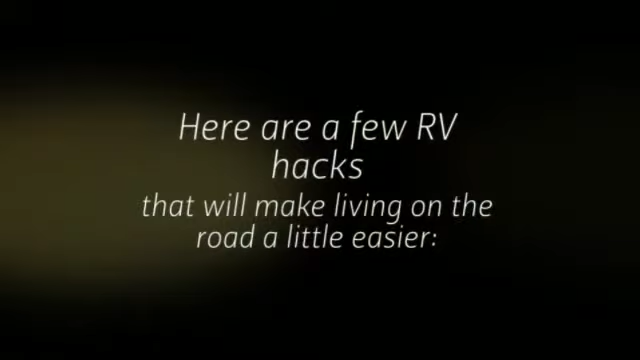 Here are a few RV
hacks
that will make living on the
road a little easier: